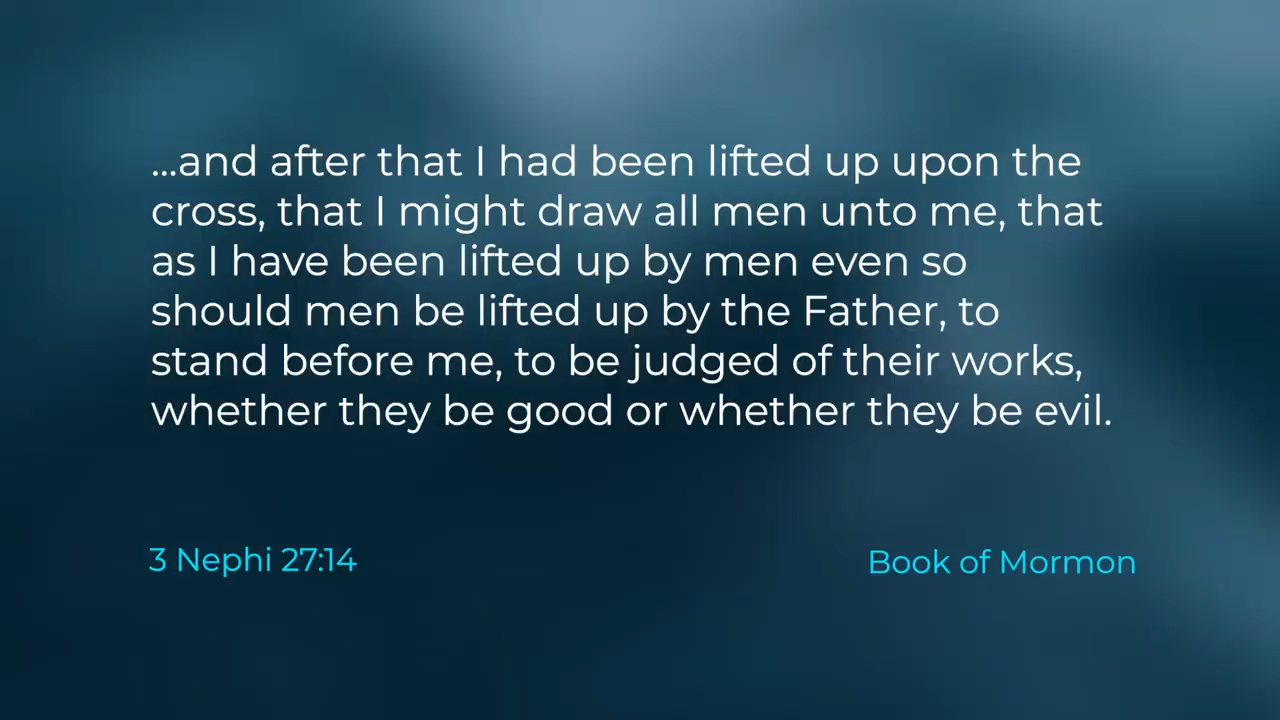 ...and after that I had been lifted up upon the
cross, that I might draw all men unto me, that
as I have been lifted up by men even so
should men be lifted up by the Father, to
stand before me, to be judged of their works,
whether they be good or whether they be evil.
3 Nephi 27:14
Book of Mormon